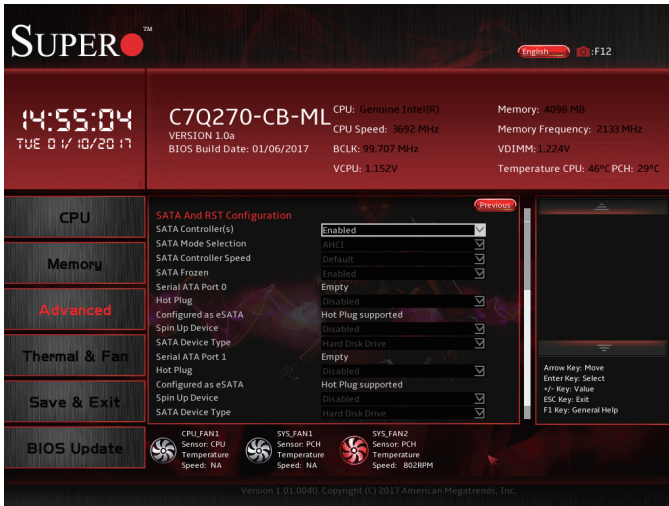 SUPER
TM
English
:F12
14:55:04
TUE 01/10/2017
C7Q270-CB-ML
VERSION 1.0a
BIOS Build Date: 01/06/2017
CPU: Genuine Intel(R)
CPU Speed: 3692 MHz
BCLK: 99.707 MHz
VCPU: 1.152V
Memory: 4096 MB
Memory Frequency: 2133 MHz
VDIMM: 1.224V
Temperature CPU: 46°C PCH: 29°C
CPU
Memory
Advanced
Thermal & Fan
Save & Exit
BIOS Update
Previous
SATA And RST Configuration
SATA Controller(s) Enabled
SATA Mode Selection AHCI
SATA Controller Speed Default
SATA Frozen Enabled
Serial ATA Port 0 Empty
Hot Plug Disabled
Configured as eSATA Hot Plug supported
Spin Up Device Disabled
SATA Device Type Hard Disk Drive
Serial ATA Port 1 Empty
Hot Plug Disabled
Configured as eSATA Hot Plug supported
Spin Up Device Disabled
SATA Device Type Hard Disk Drive
Arrow Key: Move
Enter Key: Select
+/- Key: Value
ESC Key: Exit
F1 Key: General Help
CPU_FAN1
Sensor: CPU
Temperature
Speed: NA
SYS_FAN1
Sensor: PCH
Temperature
Speed: NA
SYS_FAN2
Sensor: PCH
Temperature
Speed: 802RPM
Version 1.01.0040. Copyright (C) 2017 American Megatrends, Inc.